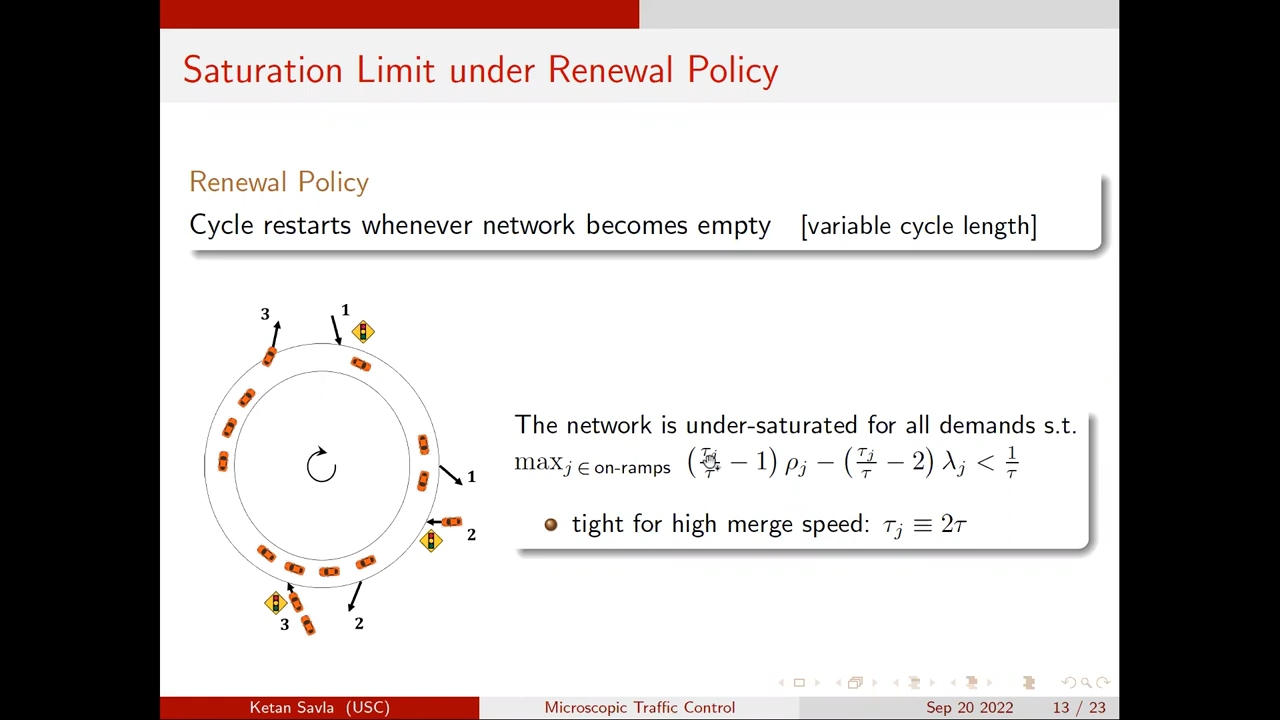 Saturation Limit under Renewal Policy
Renewal Policy
Cycle restarts whenever network becomes empty [variable cycle length]
3
1
1
2
3
2
The network is under-saturated for all demands s.t.
max_{j ∈ on-ramps} (τ_j/τ − 1) ρ_j − (τ_j/τ − 2) λ_j < 1/τ
tight for high merge speed: τ_j ≡ 2τ
Ketan Savla (USC)
Microscopic Traffic Control
Sep 20 2022
13 / 23